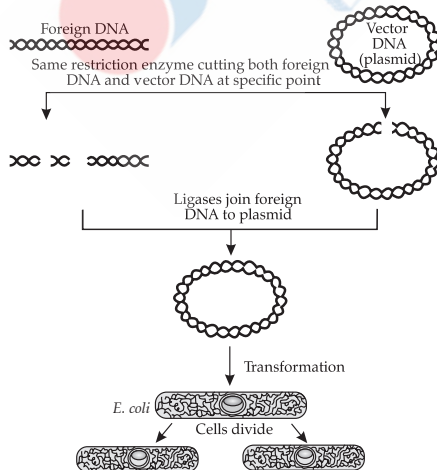 Foreign DNA
Vector
DNA
(plasmid)
Same restriction enzyme cutting both foreign
DNA and vector DNA at specific point
Ligases join foreign
DNA to plasmid
Transformation
E. coli
Cells divide